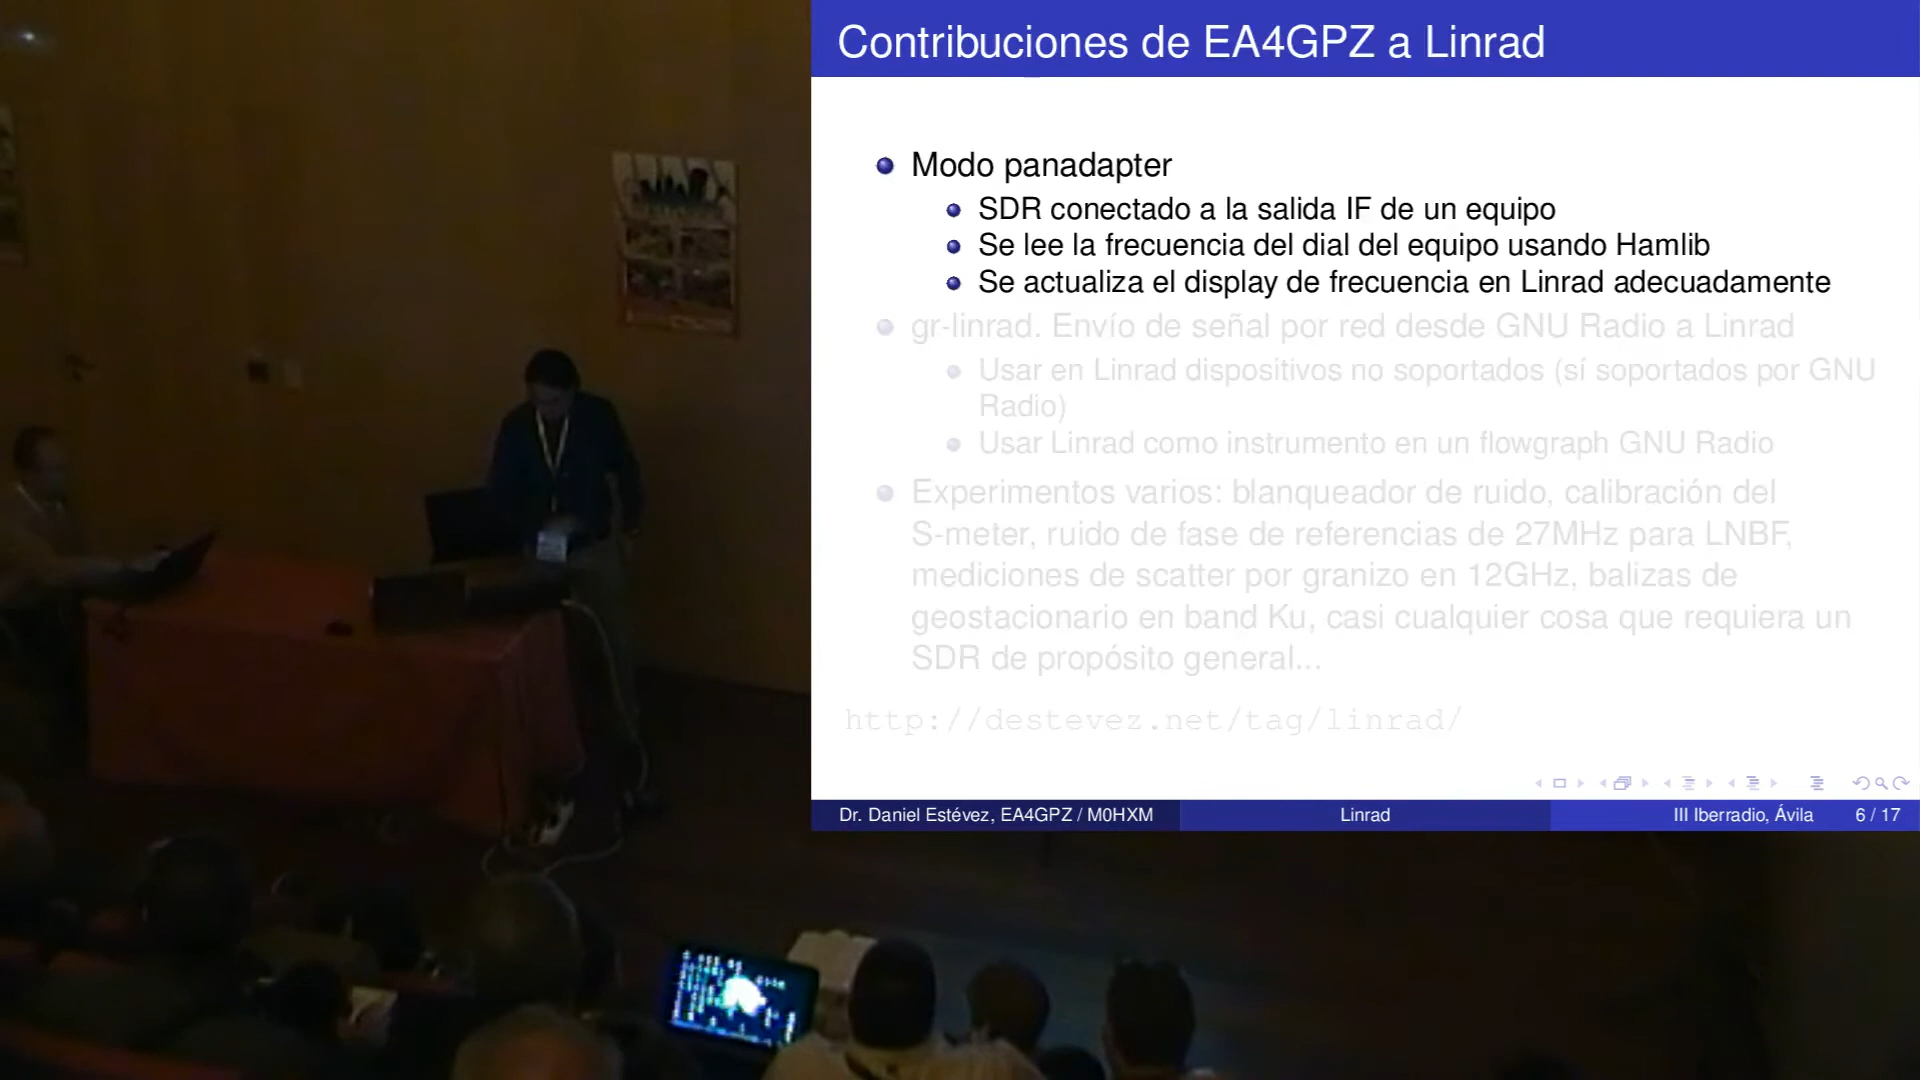 Contribuciones de EA4GPZ a Linrad
Modo panadapter
SDR conectado a la salida IF de un equipo
Se lee la frecuencia del dial del equipo usando Hamlib
Se actualiza el display de frecuencia en Linrad adecuadamente
gr-linrad. Envío de señal por red desde GNU Radio a Linrad
Usar en Linrad dispositivos no soportados (sí soportados por GNU
Radio)
Usar Linrad como instrumento en un flowgraph GNU Radio
Experimentos varios: blanqueador de ruido, calibración del
S-meter, ruido de fase de referencias de 27MHz para LNBF,
mediciones de scatter por granizo en 12GHz, balizas de
geostacionario en band Ku, casi cualquier cosa que requiera un
SDR de propósito general...
http://destevez.net/tag/linrad/
Dr. Daniel Estévez, EA4GPZ / M0HXM Linrad III Iberradio, Ávila 6 / 17